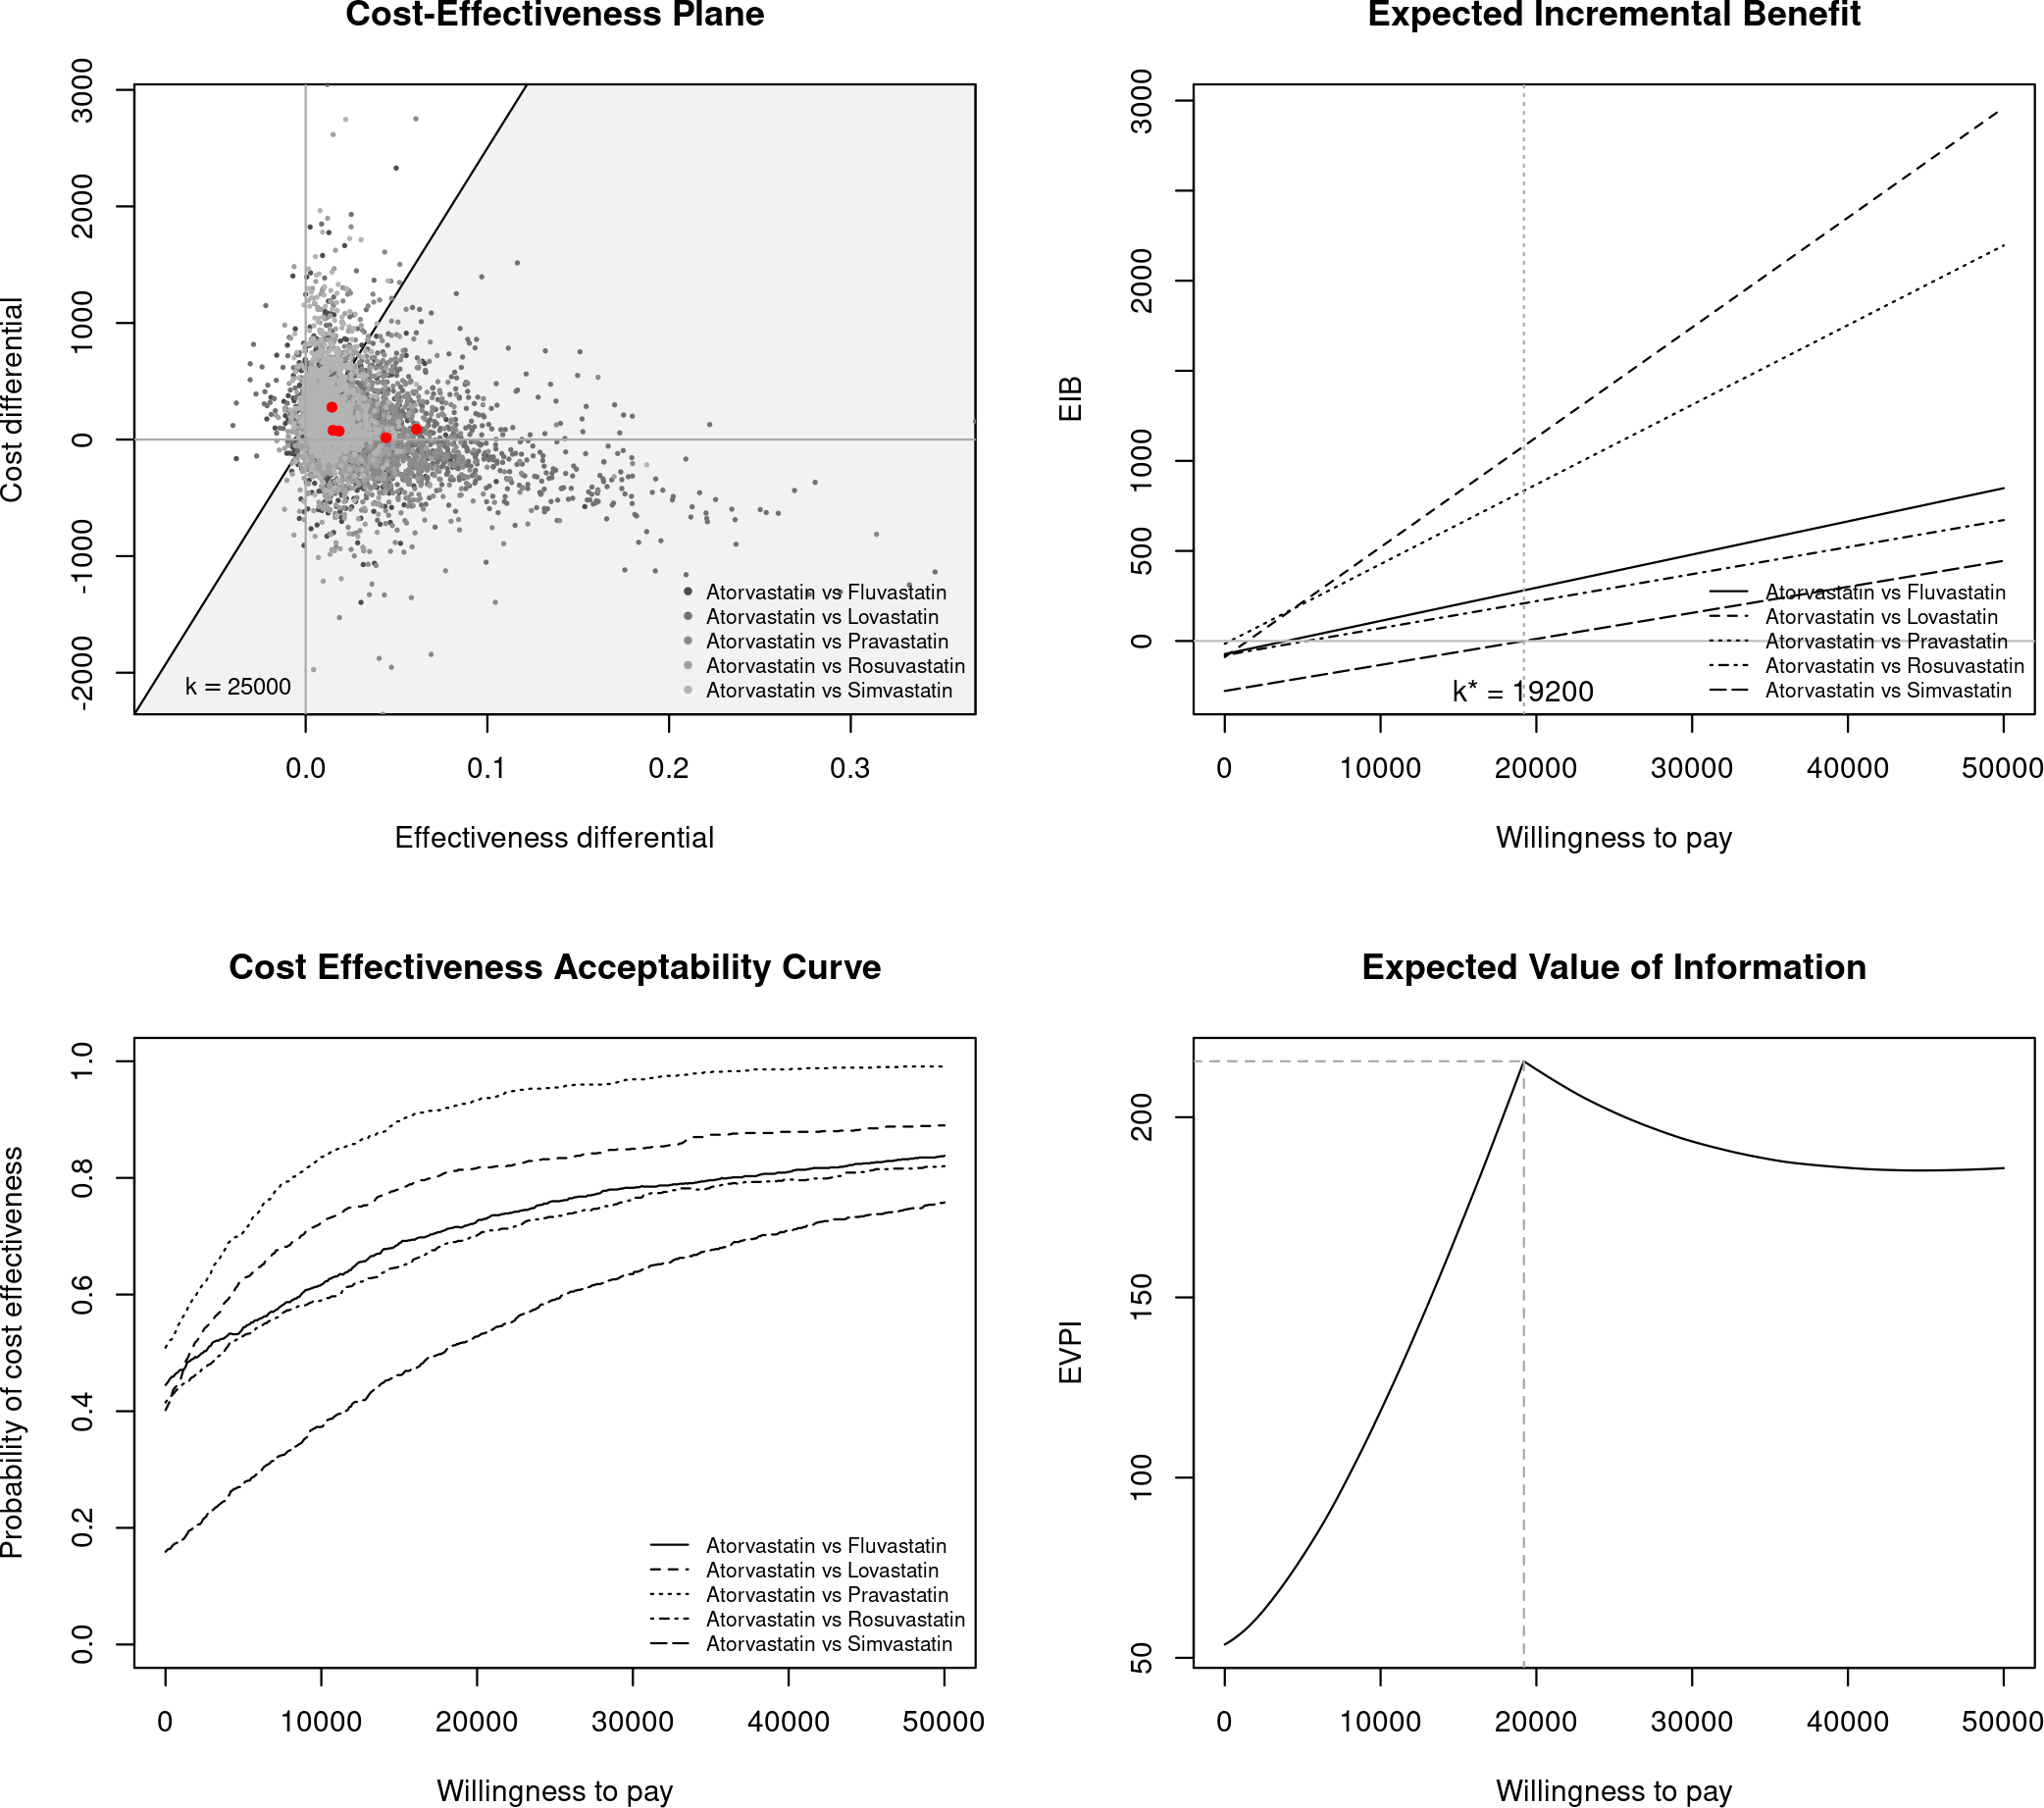 Cost-Effectiveness Plane
3000
2000
1000
0
-1000
-2000
Cost differential
k = 25000
Atorvastatin vs Fluvastatin
Atorvastatin vs Lovastatin
Atorvastatin vs Pravastatin
Atorvastatin vs Rosuvastatin
Atorvastatin vs Simvastatin
0.0 0.1 0.2 0.3
Effectiveness differential
Expected Incremental Benefit
3000
2000
1000
500
0
EIB
k* = 19200
Atorvastatin vs Fluvastatin
Atorvastatin vs Lovastatin
Atorvastatin vs Pravastatin
Atorvastatin vs Rosuvastatin
Atorvastatin vs Simvastatin
0 10000 20000 30000 40000 50000
Willingness to pay
Cost Effectiveness Acceptability Curve
1.0
0.8
0.6
0.4
0.2
0.0
Probability of cost effectiveness
Atorvastatin vs Fluvastatin
Atorvastatin vs Lovastatin
Atorvastatin vs Pravastatin
Atorvastatin vs Rosuvastatin
Atorvastatin vs Simvastatin
0 10000 20000 30000 40000 50000
Willingness to pay
Expected Value of Information
200
150
100
50
EVPI
0 10000 20000 30000 40000 50000
Willingness to pay